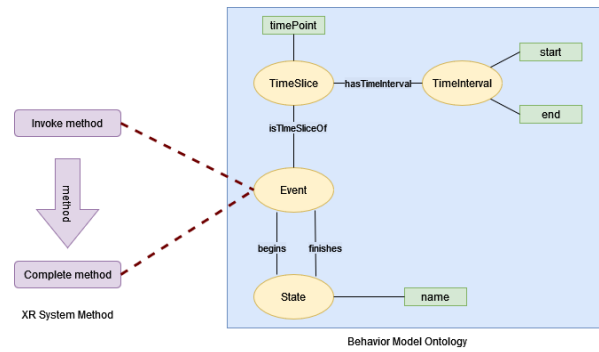 timePoint
start
TimeSlice
hasTimeInterval
TimeInterval
end
Invoke method
isTImeSliceOf
method
Event
begins
finishes
Complete method
State
name
XR System Method
Behavior Model Ontology